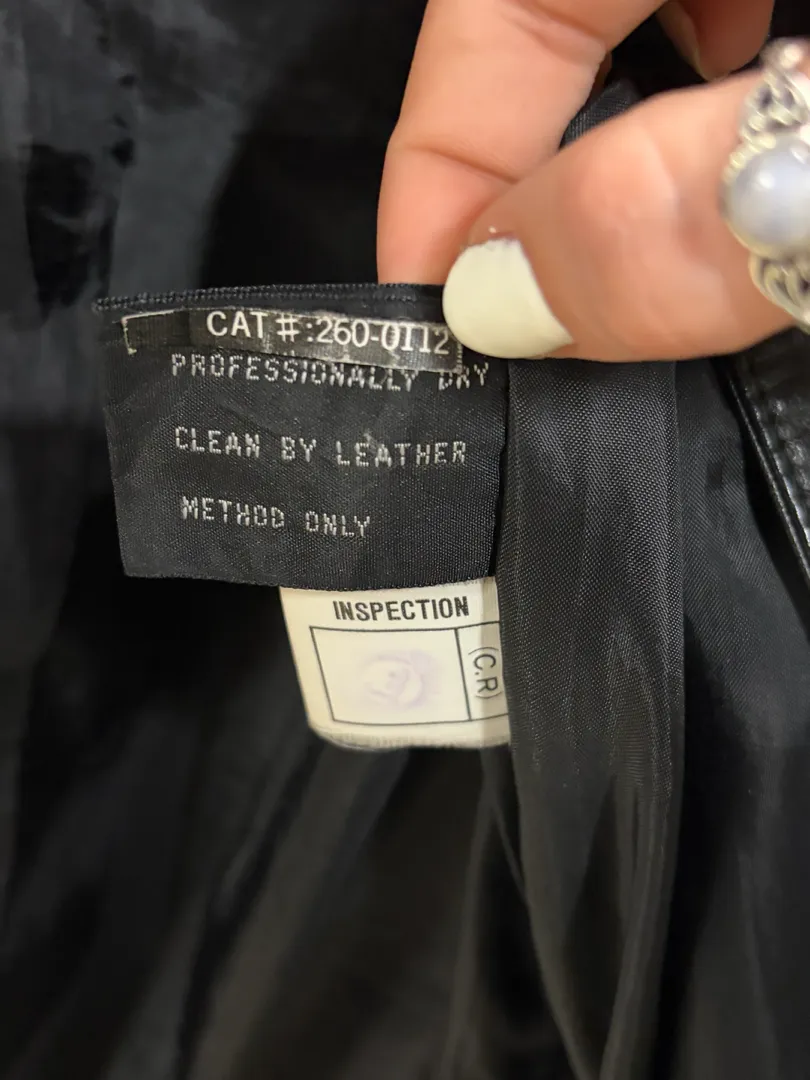 CAT#:260-0112
PROFESSIONALLY DRY
CLEAN BY LEATHER
METHOD ONLY
INSPECTION
(C.R)